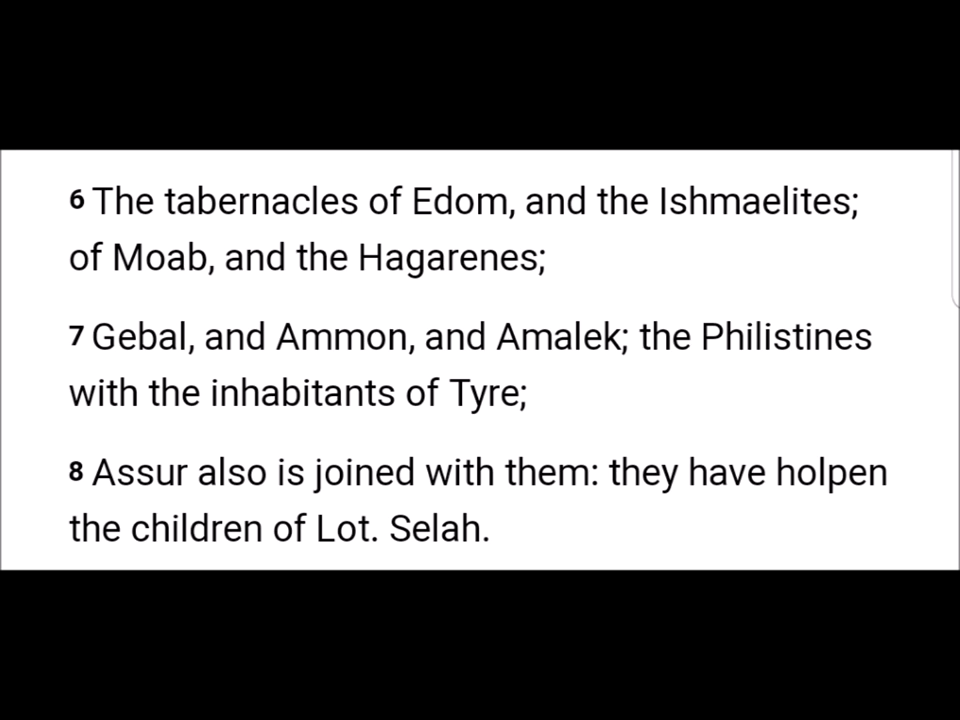 6 The tabernacles of Edom, and the Ishmaelites;
of Moab, and the Hagarenes;
7 Gebal, and Ammon, and Amalek; the Philistines
with the inhabitants of Tyre;
8 Assur also is joined with them: they have holpen
the children of Lot. Selah.